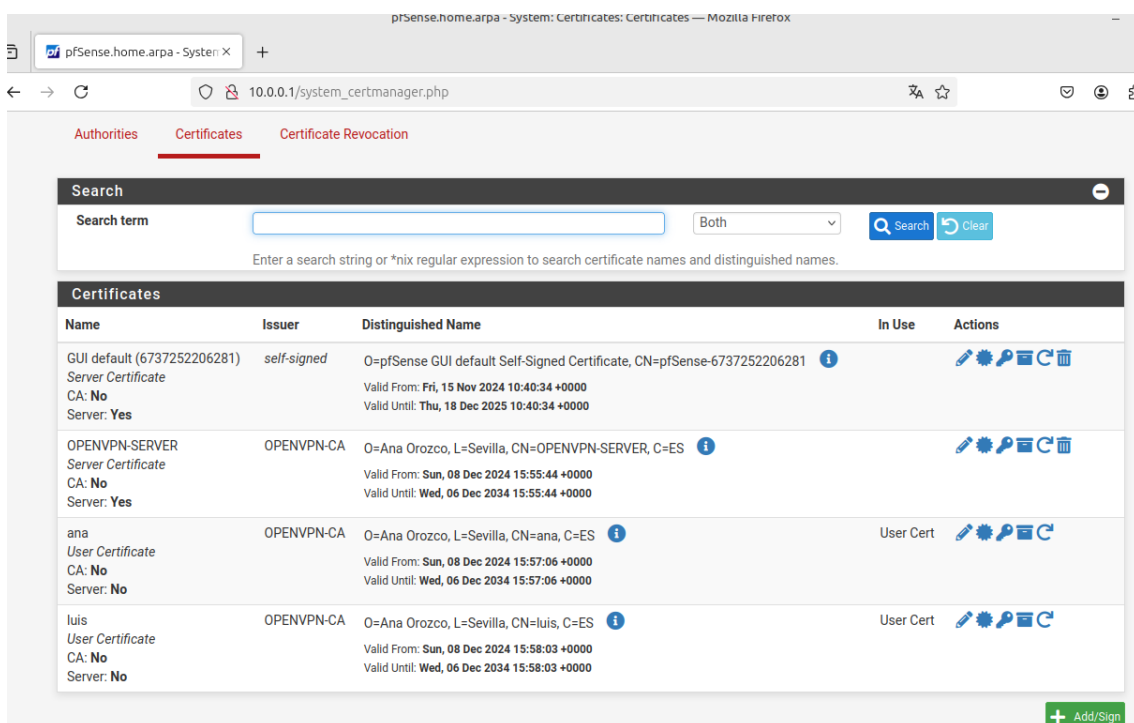 pfSense.home.arpa - System: Certificates: Certificates — Mozilla Firefox
pf pfSense.home.arpa - System
10.0.0.1/system_certmanager.php
Authorities Certificates Certificate Revocation
Search
Search term Both Search Clear
Enter a search string or *nix regular expression to search certificate names and distinguished names.
Certificates
Name Issuer Distinguished Name In Use Actions
GUI default (6737252206281) self-signed O=pfSense GUI default Self-Signed Certificate, CN=pfSense-6737252206281
Server Certificate
CA: No
Server: Yes
Valid From: Fri, 15 Nov 2024 10:40:34 +0000
Valid Until: Thu, 18 Dec 2025 10:40:34 +0000
OPENVPN-SERVER OPENVPN-CA O=Ana Orozco, L=Sevilla, CN=OPENVPN-SERVER, C=ES
Server Certificate
CA: No
Server: Yes
Valid From: Sun, 08 Dec 2024 15:55:44 +0000
Valid Until: Wed, 06 Dec 2034 15:55:44 +0000
ana OPENVPN-CA O=Ana Orozco, L=Sevilla, CN=ana, C=ES User Cert
User Certificate
CA: No
Server: No
Valid From: Sun, 08 Dec 2024 15:57:06 +0000
Valid Until: Wed, 06 Dec 2034 15:57:06 +0000
luis OPENVPN-CA O=Ana Orozco, L=Sevilla, CN=luis, C=ES User Cert
User Certificate
CA: No
Server: No
Valid From: Sun, 08 Dec 2024 15:58:03 +0000
Valid Until: Wed, 06 Dec 2034 15:58:03 +0000
Add/Sign